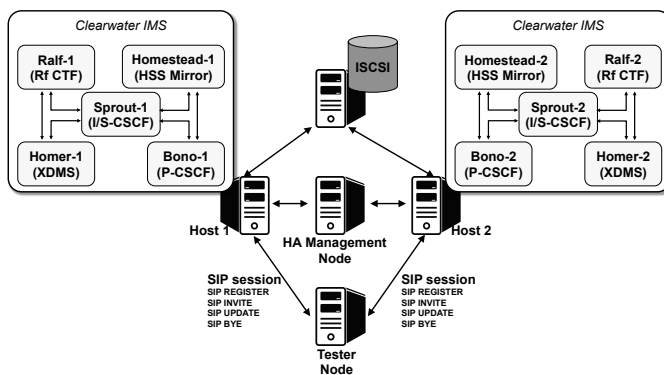 Clearwater IMS
Ralf-1
(Rf CTF)
Homestead-1
(HSS Mirror)
Sprout-1
(I/S-CSCF)
Homer-1
(XDMS)
Bono-1
(P-CSCF)
ISCSI
Clearwater IMS
Homestead-2
(HSS Mirror)
Ralf-2
(Rf CTF)
Sprout-2
(I/S-CSCF)
Bono-2
(P-CSCF)
Homer-2
(XDMS)
Host 1
HA Management
Node
Host 2
SIP session
SIP REGISTER
SIP INVITE
SIP UPDATE
SIP BYE
SIP session
SIP REGISTER
SIP INVITE
SIP UPDATE
SIP BYE
Tester
Node